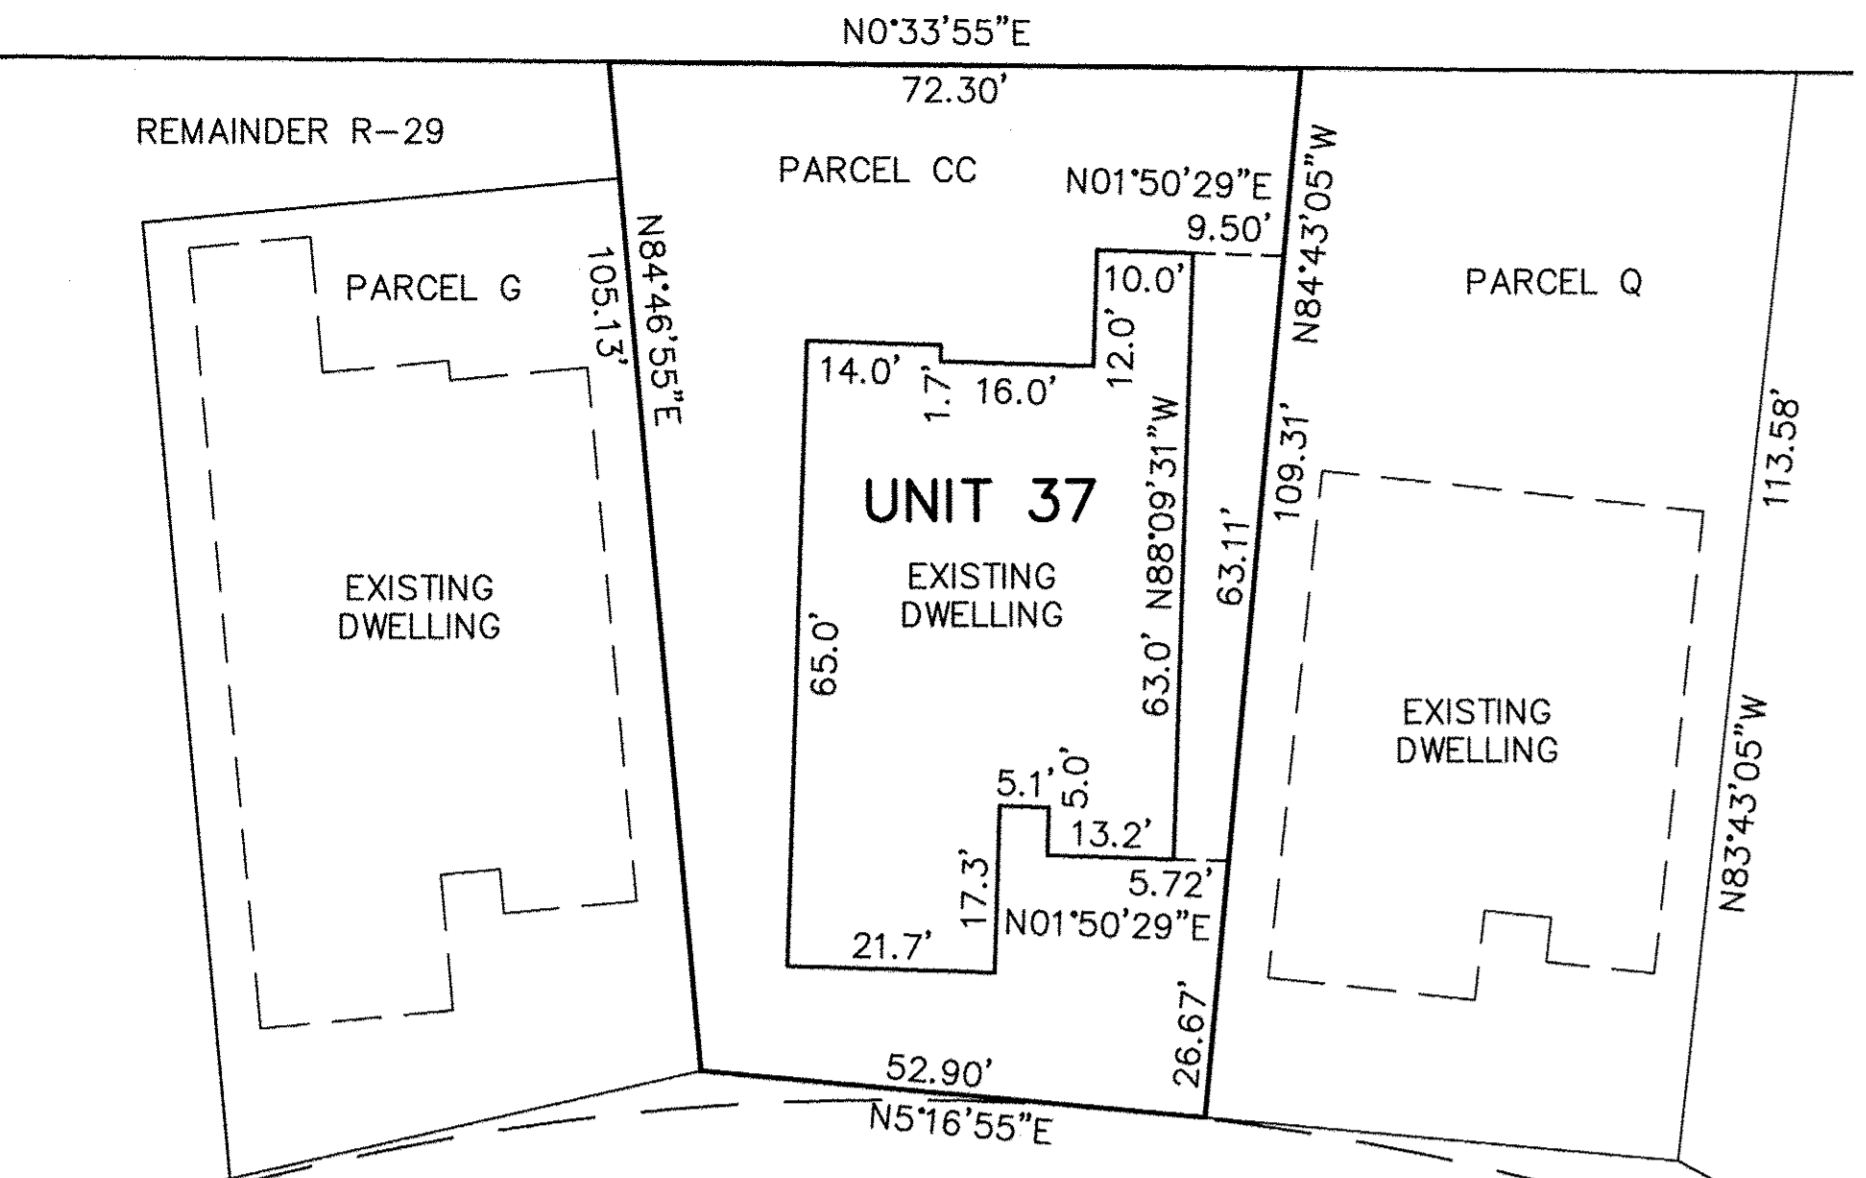 N0°33'55"E
72.30'
REMAINDER R-29
PARCEL CC
N01°50'29"E
9.50'
N84°43'05"W
109.31'
N84°46'55"E
105.13'
PARCEL G
PARCEL Q
10.0'
12.0'
14.0'
1.7'
16.0'
UNIT 37
EXISTING
DWELLING
N88°09'31"W
63.0'
63.11'
65.0'
EXISTING
DWELLING
EXISTING
DWELLING
113.58'
N83°43'05"W
5.1'
5.0'
13.2'
17.3'
5.72'
N01°50'29"E
21.7'
26.67'
52.90'
N5°16'55"E